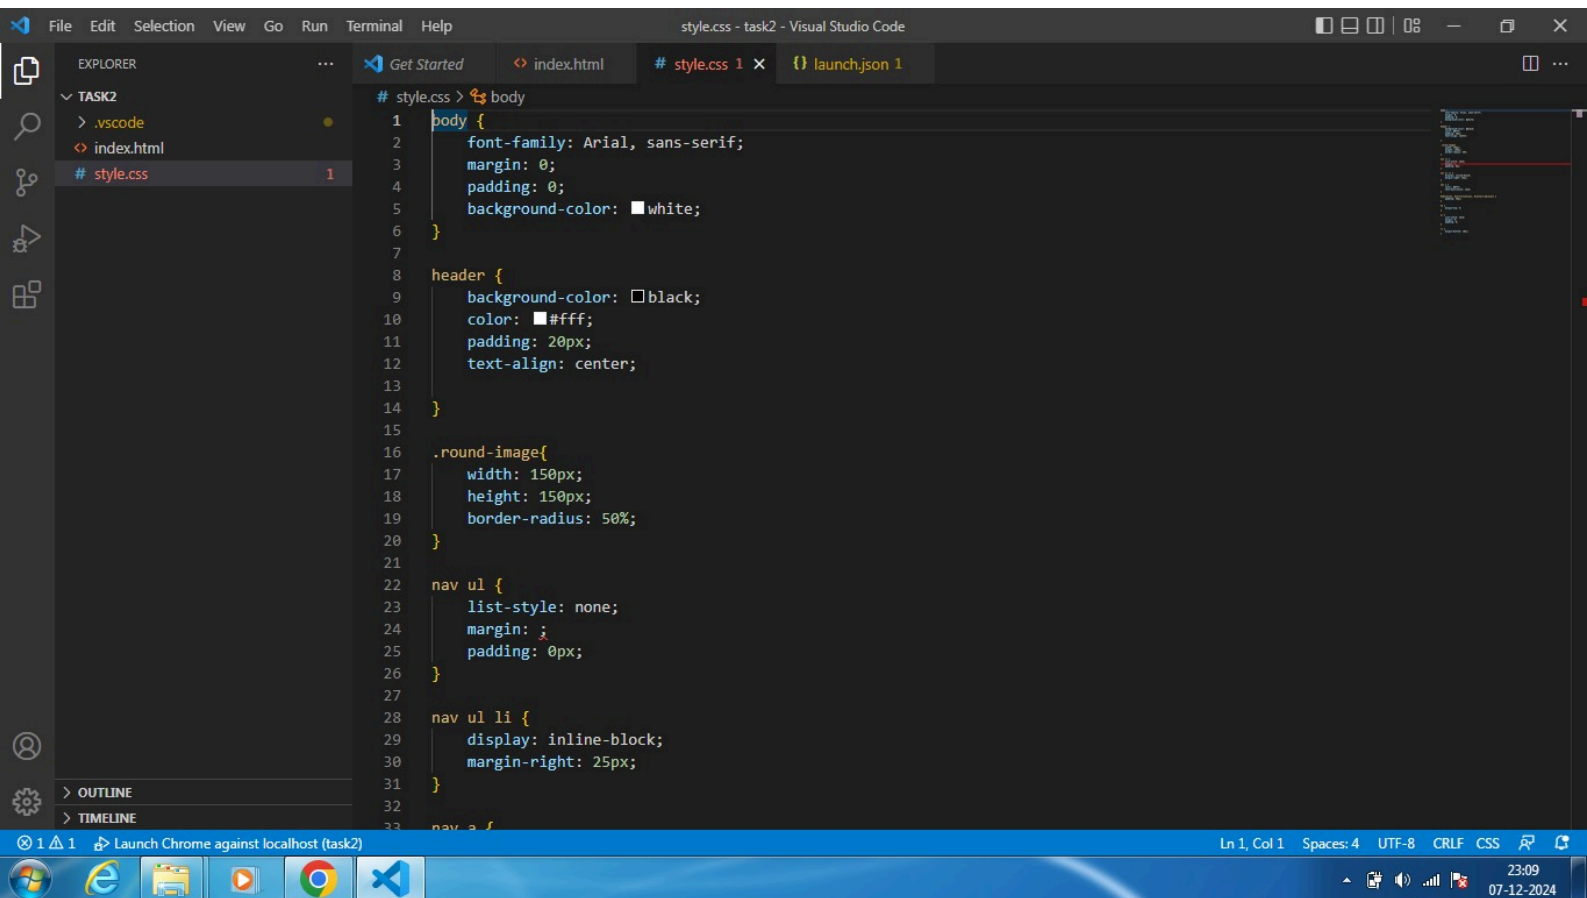 File Edit Selection View Go Run Terminal Help style.css - task2 - Visual Studio Code
EXPLORER ··· Get Started <> index.html # style.css 1 × {} launch.json 1 ···
TASK2
> .vscode
<> index.html
# style.css 1
> OUTLINE
> TIMELINE
# style.css > body
1 body {
2     font-family: Arial, sans-serif;
3     margin: 0;
4     padding: 0;
5     background-color: white;
6 }
7
8 header {
9     background-color: black;
10     color: #fff;
11     padding: 20px;
12     text-align: center;
13
14 }
15
16 .round-image{
17     width: 150px;
18     height: 150px;
19     border-radius: 50%;
20 }
21
22 nav ul {
23     list-style: none;
24     margin: ;
25     padding: 0px;
26 }
27
28 nav ul li {
29     display: inline-block;
30     margin-right: 25px;
31 }
32
33 nav a {
1 1 Launch Chrome against localhost (task2) Ln 1, Col 1 Spaces: 4 UTF-8 CRLF CSS
23:09
07-12-2024